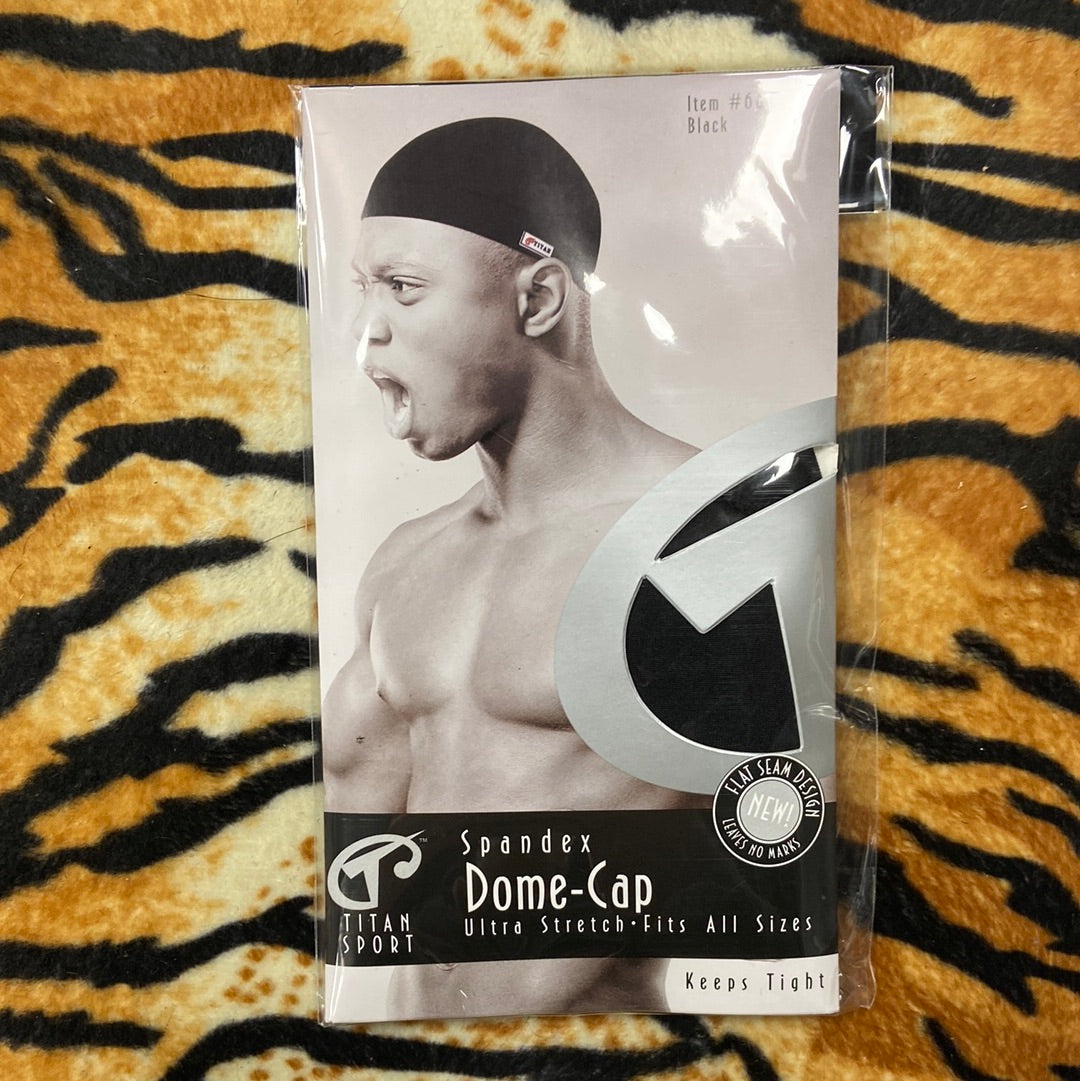 Item #6
Black
TITAN
FLAT SEAM DESIGN
NEW!
LEAVES NO MARKS
Spandex
Dome-Cap
Ultra Stretch•Fits All Sizes
TM
TITAN
SPORT
Keeps Tight